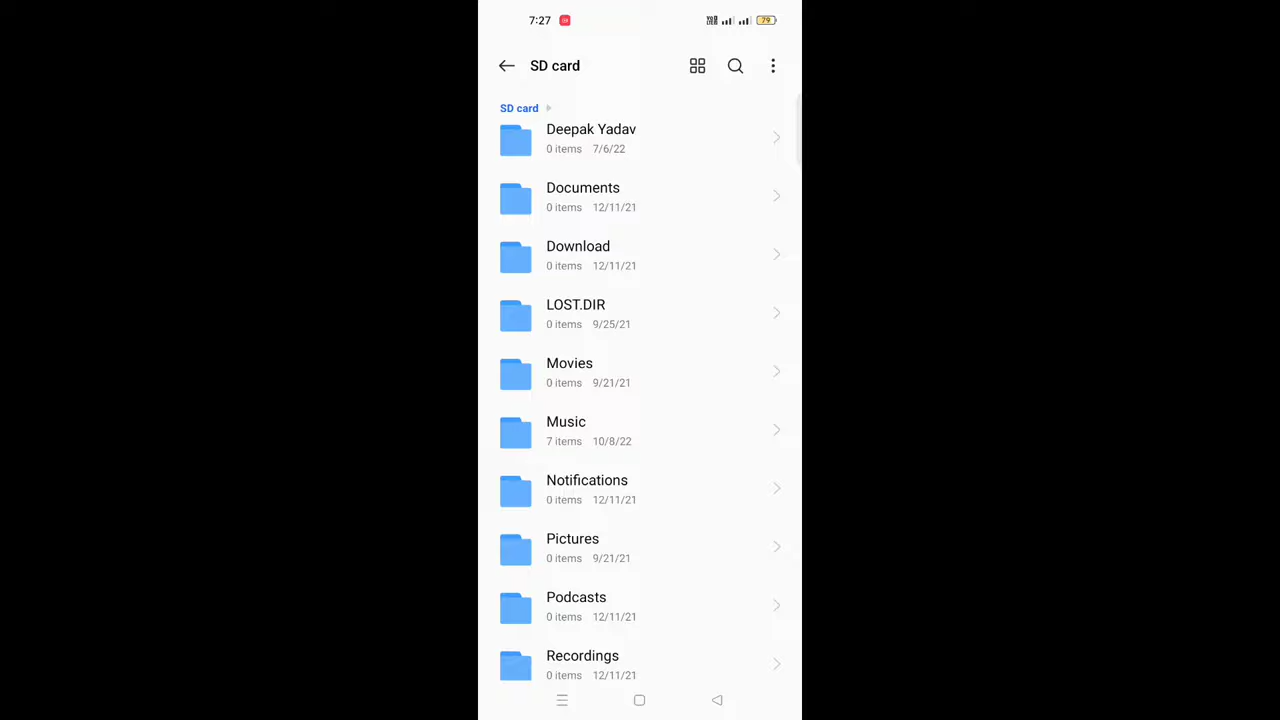 7:27
79
SD card
SD card
Deepak Yadav
0 items 7/6/22
Documents
0 items 12/11/21
Download
0 items 12/11/21
LOST.DIR
0 items 9/25/21
Movies
0 items 9/21/21
Music
7 items 10/8/22
Notifications
0 items 12/11/21
Pictures
0 items 9/21/21
Podcasts
0 items 12/11/21
Recordings
0 items 12/11/21